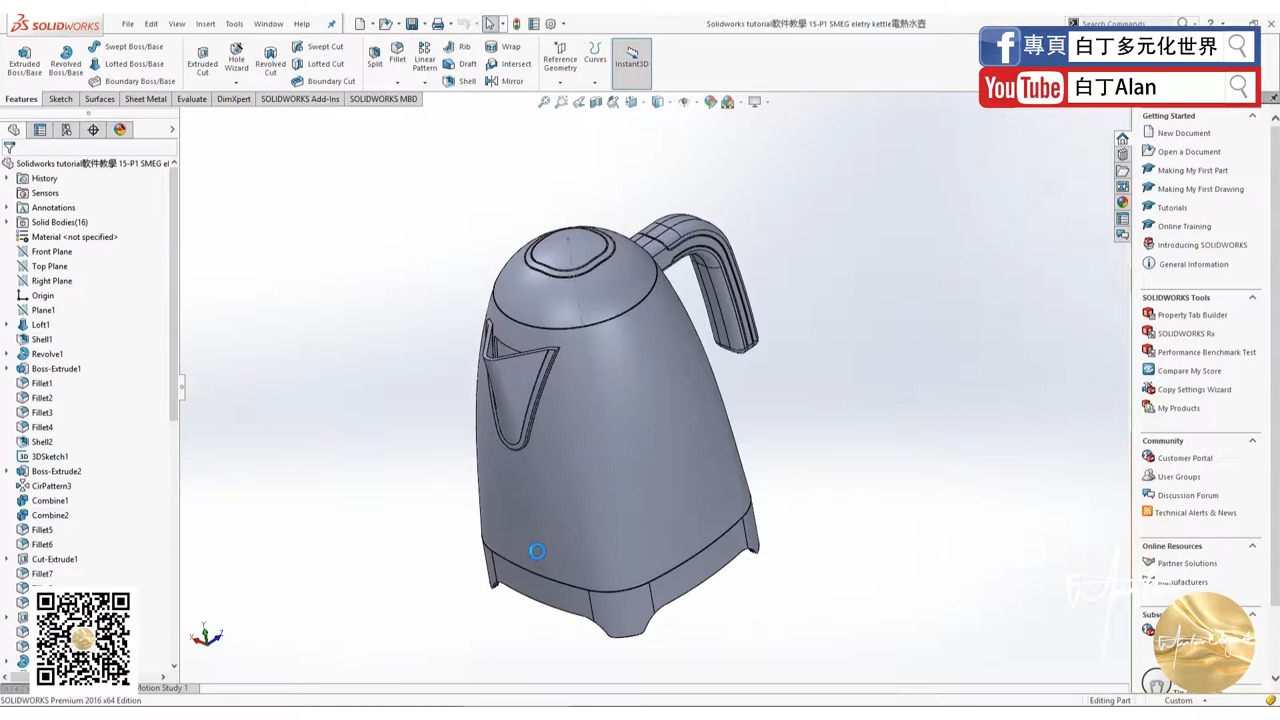 SOLIDWORKS
File Edit View Insert Tools Window Help
Solidworks tutorial軟件教學 15-P1 SMEG eletry kettle電熱水壺
Search Commands
專頁 白丁多元化世界
YouTube 白丁Alan
Extruded Boss/Base
Revolved Boss/Base
Swept Boss/Base
Lofted Boss/Base
Boundary Boss/Base
Extruded Cut
Hole Wizard
Revolved Cut
Swept Cut
Lofted Cut
Boundary Cut
Split
Fillet
Linear Pattern
Rib
Draft
Shell
Wrap
Intersect
Mirror
Reference Geometry
Curves
Instant3D
Features Sketch Surfaces Sheet Metal Evaluate DimXpert SOLIDWORKS Add-Ins SOLIDWORKS MBD
Solidworks tutorial軟件教學 15-P1 SMEG el
History
Sensors
Annotations
Solid Bodies(16)
Material <not specified>
Front Plane
Top Plane
Right Plane
Origin
Plane1
Loft1
Shell1
Revolve1
Boss-Extrude1
Fillet1
Fillet2
Fillet3
Fillet4
Shell2
3DSketch1
Boss-Extrude2
CirPattern3
Combine1
Combine2
Fillet5
Fillet6
Cut-Extrude1
Fillet7
Getting Started
New Document
Open a Document
Making My First Part
Making My First Drawing
Tutorials
Online Training
Introducing SOLIDWORKS
General Information
SOLIDWORKS Tools
Property Tab Builder
SOLIDWORKS Rx
Performance Benchmark Test
Compare My Score
Copy Settings Wizard
My Products
Community
Customer Portal
User Groups
Discussion Forum
Technical Alerts & News
Online Resources
Partner Solutions
Manufacturers
Motion Study 1
SOLIDWORKS Premium 2016 x64 Edition
Editing Part
Custom